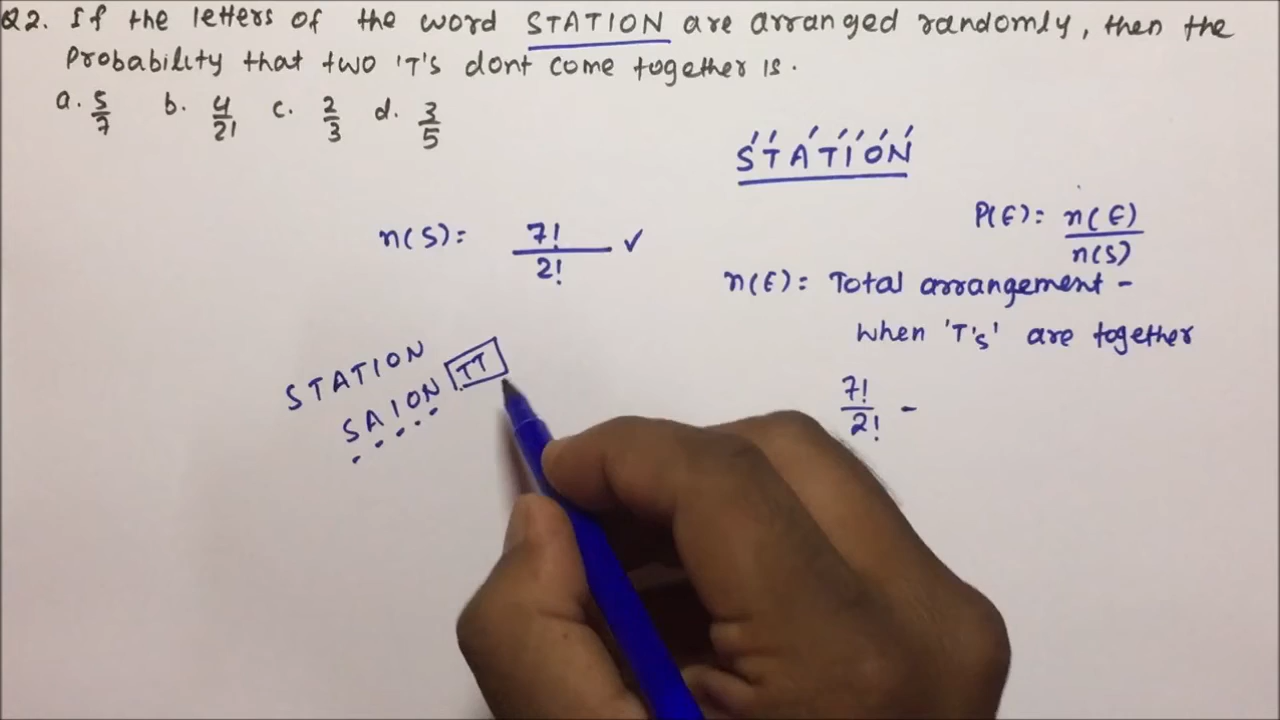 Q2. If the letters of the word STATION are arranged randomly, then the
Probability that two 'T's dont come together is.
a. 5/7 b. 4/21 c. 2/3 d. 3/5
STATION
P(E): n(E)/n(S)
n(S): 7!/2! ✓
n(E): Total arrangement -
When 'T's' are together
STATION
SAION TT
7!/2! -